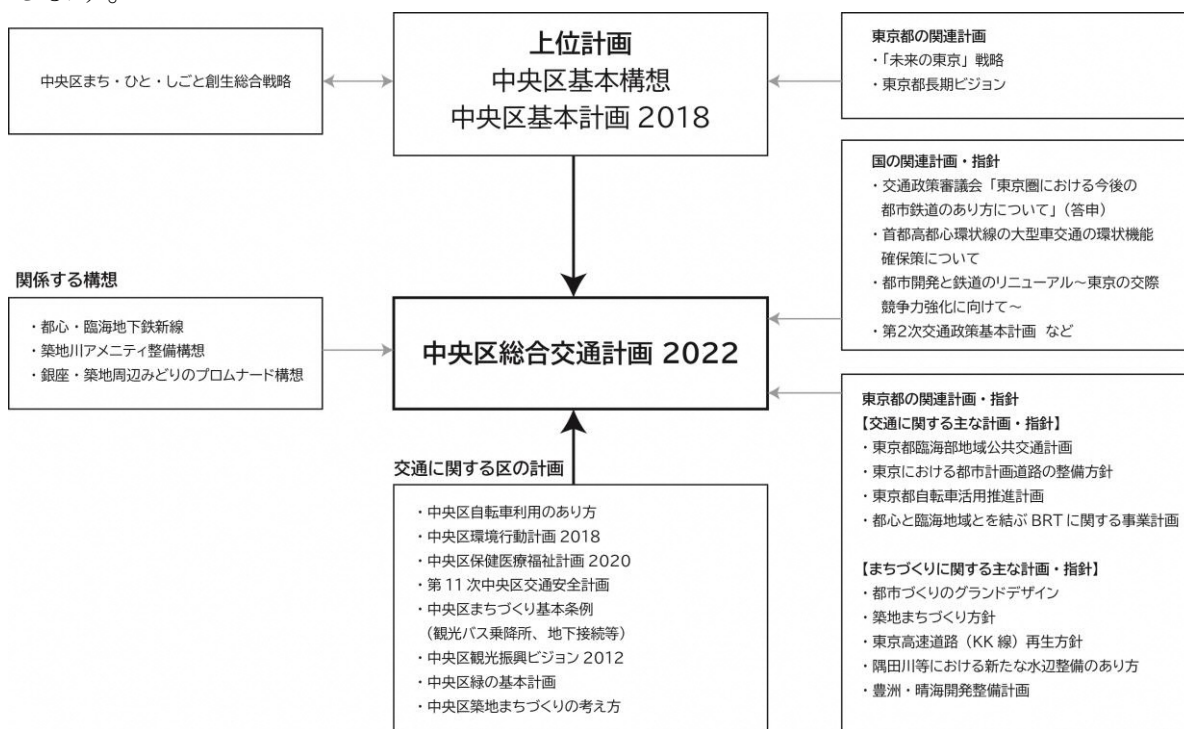 します。
中央区まち・ひと・しごと創生総合戦略
上位計画
中央区基本構想
中央区基本計画 2018
東京都の関連計画
・「未来の東京」戦略
・東京都長期ビジョン
国の関連計画・指針
・交通政策審議会「東京圏における今後の
都市鉄道のあり方について」（答申）
・首都高都心環状線の大型車交通の環状機能
確保策について
・都市開発と鉄道のリニューアル～東京の交際
競争力強化に向けて～
・第2次交通政策基本計画 など
関係する構想
・都心・臨海地下鉄新線
・築地川アメニティ整備構想
・銀座・築地周辺みどりのプロムナード構想
中央区総合交通計画 2022
交通に関する区の計画
・中央区自転車利用のあり方
・中央区環境行動計画 2018
・中央区保健医療福祉計画 2020
・第 11 次中央区交通安全計画
・中央区まちづくり基本条例
（観光バス乗降所、地下接続等）
・中央区観光振興ビジョン 2012
・中央区緑の基本計画
・中央区築地まちづくりの考え方
東京都の関連計画・指針
【交通に関する主な計画・指針】
・東京都臨海部地域公共交通計画
・東京における都市計画道路の整備方針
・東京都自転車活用推進計画
・都心と臨海地域とを結ぶ BRT に関する事業計画
【まちづくりに関する主な計画・指針】
・都市づくりのグランドデザイン
・築地まちづくり方針
・東京高速道路（KK 線）再生方針
・隅田川等における新たな水辺整備のあり方
・豊洲・晴海開発整備計画